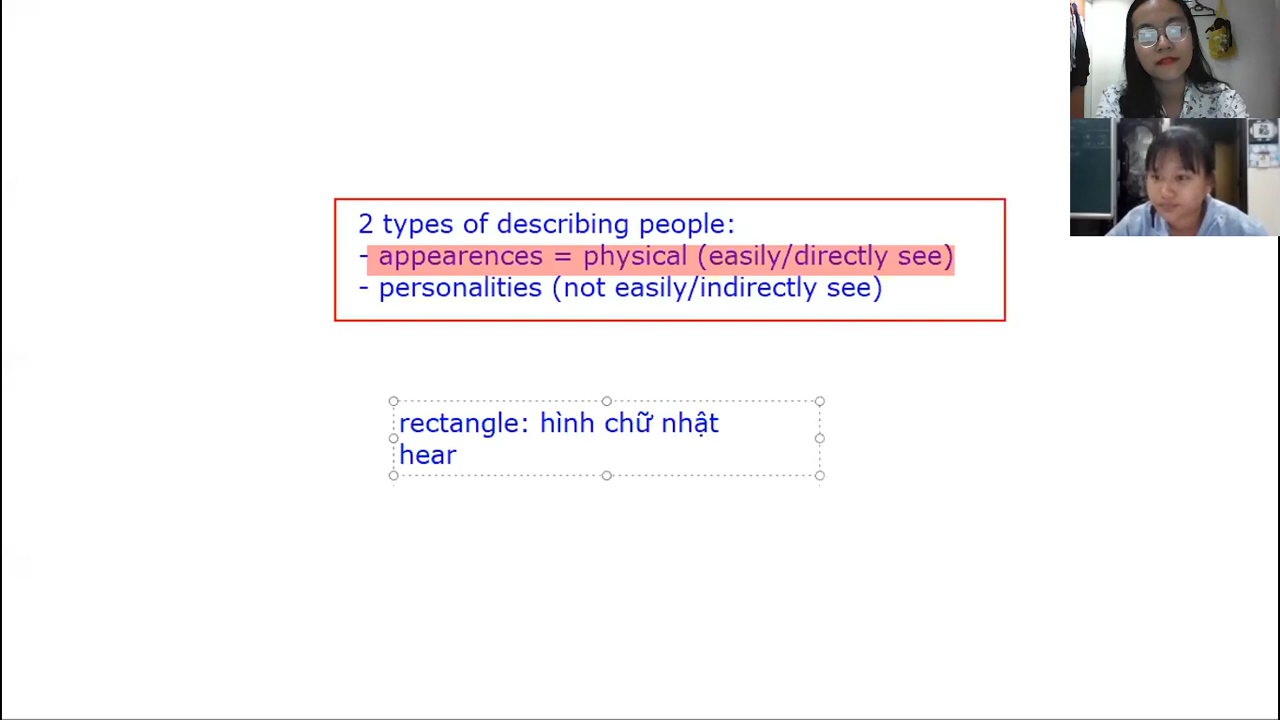 2 types of describing people:
- appearences = physical (easily/directly see)
- personalities (not easily/indirectly see)
rectangle: hình chữ nhật
hear